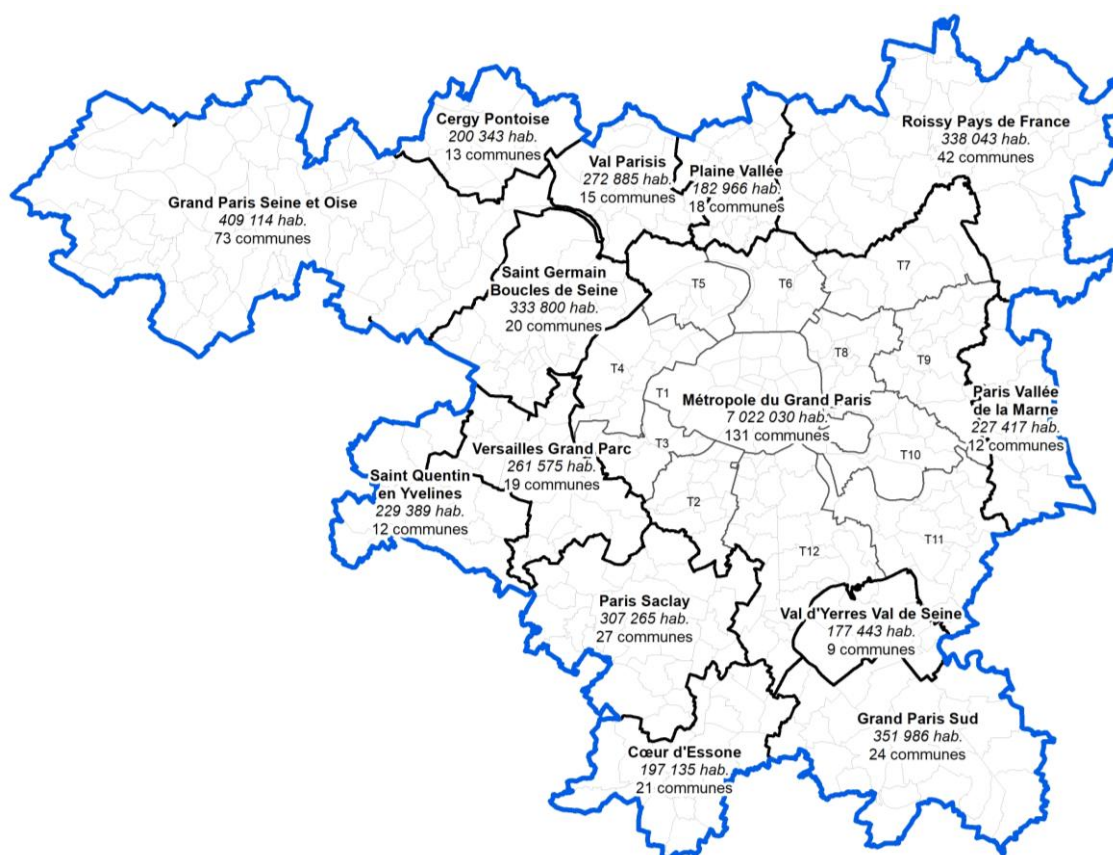 Cergy Pontoise
200 343 hab.
13 communes
Val Parisis
272 885 hab.
15 communes
Plaine Vallée
182 966 hab.
18 communes
Roissy Pays de France
338 043 hab.
42 communes
Grand Paris Seine et Oise
409 114 hab.
73 communes
Saint Germain
Boucles de Seine
333 800 hab.
20 communes
T5
T6
T7
T4
T8
T9
T1
Métropole du Grand Paris
7 022 030 hab.
131 communes
Paris Vallée
de la Marne
227 417 hab.
12 communes
Versailles Grand Parc
261 575 hab.
19 communes
T3
T10
Saint Quentin
en Yvelines
229 389 hab.
12 communes
T2
T12
T11
Paris Saclay
307 265 hab.
27 communes
Val d'Yerres Val de Seine
177 443 hab.
9 communes
Grand Paris Sud
351 986 hab.
24 communes
Cœur d'Essone
197 135 hab.
21 communes